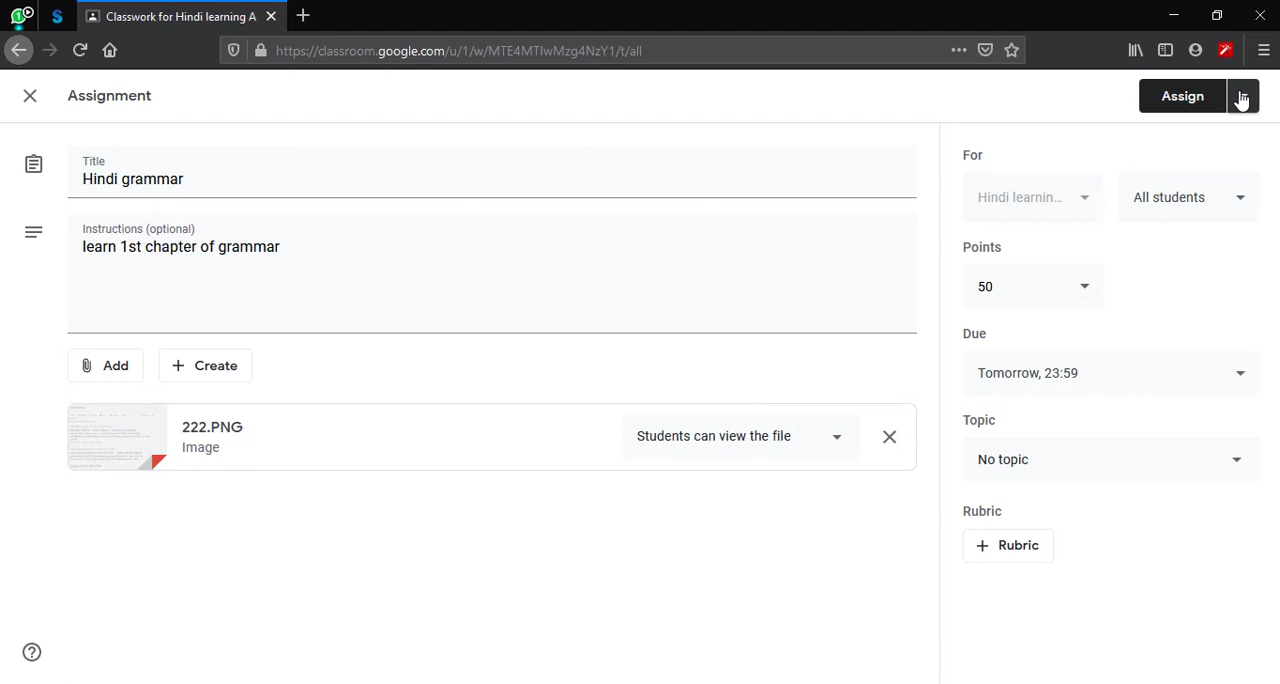 Classwork for Hindi learning A
https://classroom.google.com/u/1/w/MTE4MTIwMzg4NzY1/t/all
Assignment
Assign
Title
Hindi grammar
Instructions (optional)
learn 1st chapter of grammar
Add
Create
222.PNG
Image
Students can view the file
For
Hindi learnin...
All students
Points
50
Due
Tomorrow, 23:59
Topic
No topic
Rubric
Rubric